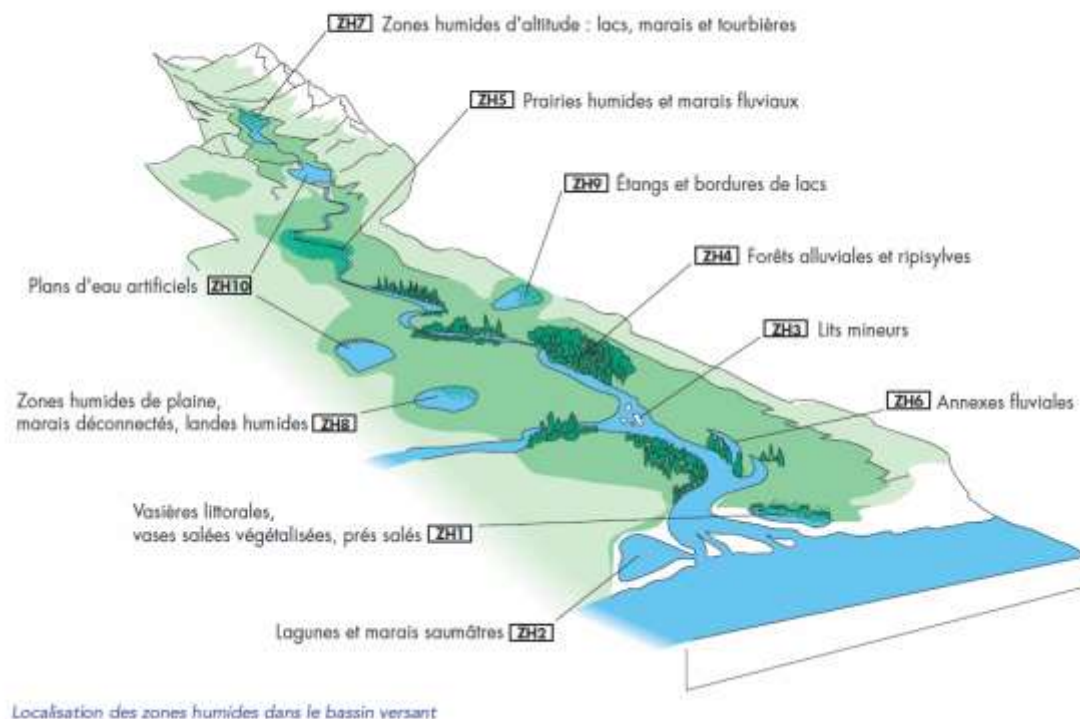 ZH7 Zones humides d'altitude : lacs, marais et tourbières
ZH5 Prairies humides et marais fluviaux
ZH9 Étangs et bordures de lacs
ZH4 Forêts alluviales et ripisylves
Plans d'eau artificiels ZH10
ZH3 Lits mineurs
Zones humides de plaine,
marais déconnectés, landes humides ZH8
ZH6 Annexes fluviales
Vasières littorales,
vases salées végétalisées, prés salés ZH1
Lagunes et marais saumâtres ZH2
Localisation des zones humides dans le bassin versant